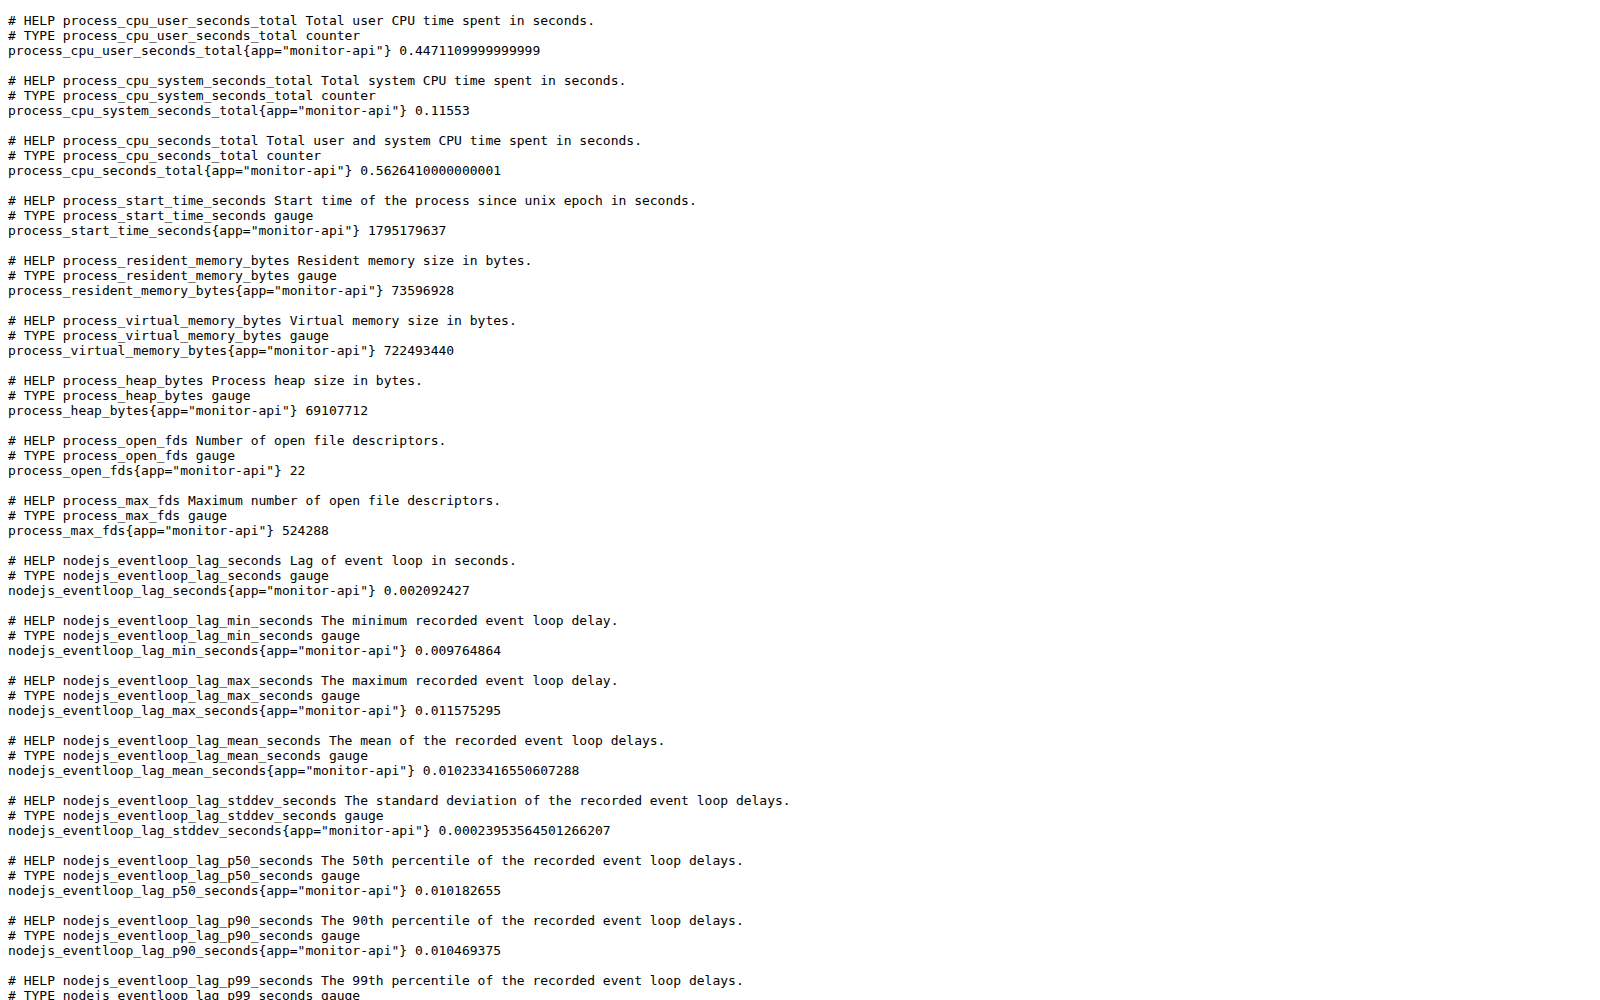 # HELP process_cpu_user_seconds_total Total user CPU time spent in seconds.
# TYPE process_cpu_user_seconds_total counter
process_cpu_user_seconds_total{app="monitor-api"} 0.4471109999999999

# HELP process_cpu_system_seconds_total Total system CPU time spent in seconds.
# TYPE process_cpu_system_seconds_total counter
process_cpu_system_seconds_total{app="monitor-api"} 0.11553

# HELP process_cpu_seconds_total Total user and system CPU time spent in seconds.
# TYPE process_cpu_seconds_total counter
process_cpu_seconds_total{app="monitor-api"} 0.5626410000000001

# HELP process_start_time_seconds Start time of the process since unix epoch in seconds.
# TYPE process_start_time_seconds gauge
process_start_time_seconds{app="monitor-api"} 1795179637

# HELP process_resident_memory_bytes Resident memory size in bytes.
# TYPE process_resident_memory_bytes gauge
process_resident_memory_bytes{app="monitor-api"} 73596928

# HELP process_virtual_memory_bytes Virtual memory size in bytes.
# TYPE process_virtual_memory_bytes gauge
process_virtual_memory_bytes{app="monitor-api"} 722493440

# HELP process_heap_bytes Process heap size in bytes.
# TYPE process_heap_bytes gauge
process_heap_bytes{app="monitor-api"} 69107712

# HELP process_open_fds Number of open file descriptors.
# TYPE process_open_fds gauge
process_open_fds{app="monitor-api"} 22

# HELP process_max_fds Maximum number of open file descriptors.
# TYPE process_max_fds gauge
process_max_fds{app="monitor-api"} 524288

# HELP nodejs_eventloop_lag_seconds Lag of event loop in seconds.
# TYPE nodejs_eventloop_lag_seconds gauge
nodejs_eventloop_lag_seconds{app="monitor-api"} 0.002092427

# HELP nodejs_eventloop_lag_min_seconds The minimum recorded event loop delay.
# TYPE nodejs_eventloop_lag_min_seconds gauge
nodejs_eventloop_lag_min_seconds{app="monitor-api"} 0.009764864

# HELP nodejs_eventloop_lag_max_seconds The maximum recorded event loop delay.
# TYPE nodejs_eventloop_lag_max_seconds gauge
nodejs_eventloop_lag_max_seconds{app="monitor-api"} 0.011575295

# HELP nodejs_eventloop_lag_mean_seconds The mean of the recorded event loop delays.
# TYPE nodejs_eventloop_lag_mean_seconds gauge
nodejs_eventloop_lag_mean_seconds{app="monitor-api"} 0.010233416550607288

# HELP nodejs_eventloop_lag_stddev_seconds The standard deviation of the recorded event loop delays.
# TYPE nodejs_eventloop_lag_stddev_seconds gauge
nodejs_eventloop_lag_stddev_seconds{app="monitor-api"} 0.00023953564501266207

# HELP nodejs_eventloop_lag_p50_seconds The 50th percentile of the recorded event loop delays.
# TYPE nodejs_eventloop_lag_p50_seconds gauge
nodejs_eventloop_lag_p50_seconds{app="monitor-api"} 0.010182655

# HELP nodejs_eventloop_lag_p90_seconds The 90th percentile of the recorded event loop delays.
# TYPE nodejs_eventloop_lag_p90_seconds gauge
nodejs_eventloop_lag_p90_seconds{app="monitor-api"} 0.010469375

# HELP nodejs_eventloop_lag_p99_seconds The 99th percentile of the recorded event loop delays.
# TYPE nodejs_eventloop_lag_p99_seconds gauge